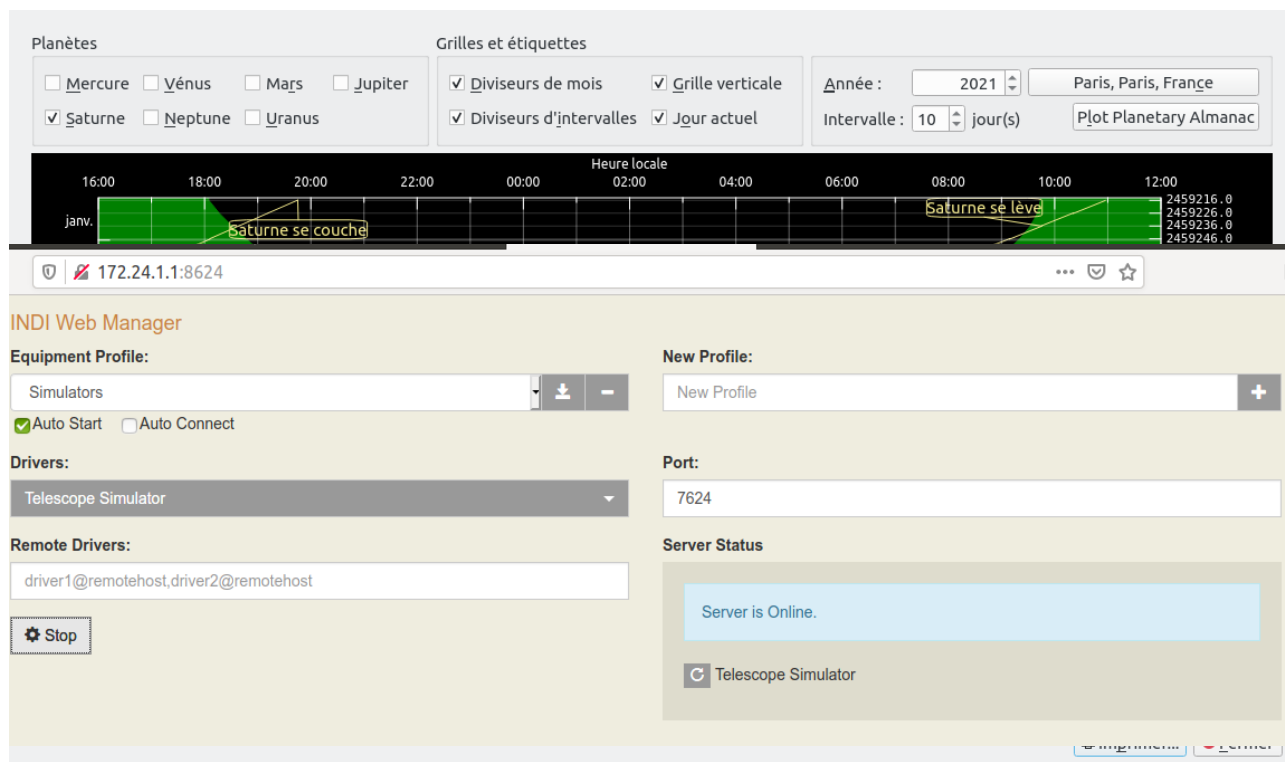 Planètes
Grilles et étiquettes
Mercure Vénus Mars Jupiter
Diviseurs de mois Grille verticale
Année : 2021 Paris, Paris, France
Saturne Neptune Uranus
Diviseurs d'intervalles Jour actuel
Intervalle : 10 jour(s) Plot Planetary Almanac
Heure locale
16:00 18:00 20:00 22:00 00:00 02:00 04:00 06:00 08:00 10:00 12:00
janv.
Saturne se couche
Saturne se lève
2459216.0
2459226.0
2459236.0
2459246.0
172.24.1.1:8624
INDI Web Manager
Equipment Profile:
New Profile:
Simulators
New Profile
Auto Start Auto Connect
Drivers:
Port:
Telescope Simulator
7624
Remote Drivers:
Server Status
driver1@remotehost,driver2@remotehost
Server is Online.
Stop
Telescope Simulator
Imprimer... Fermer